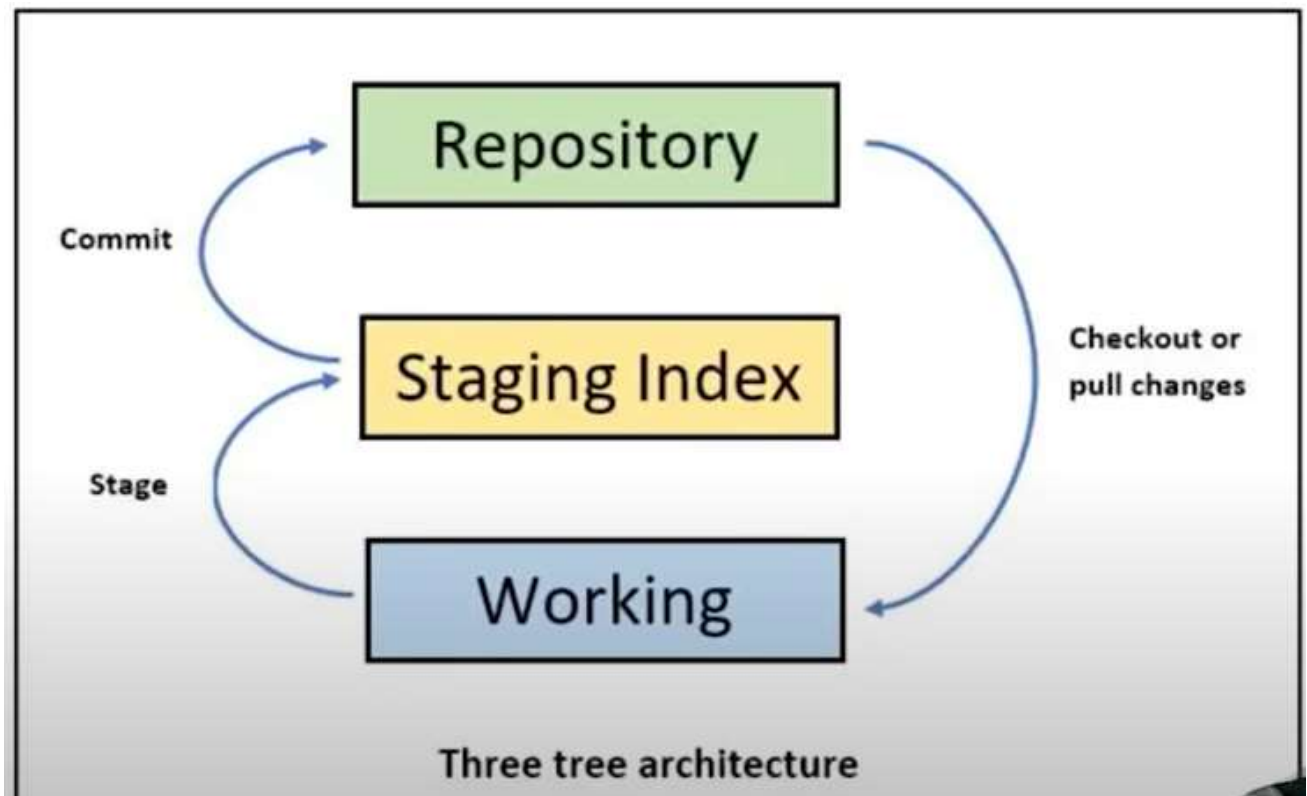 Repository
Commit
Staging Index
Checkout or
pull changes
Stage
Working
Three tree architecture